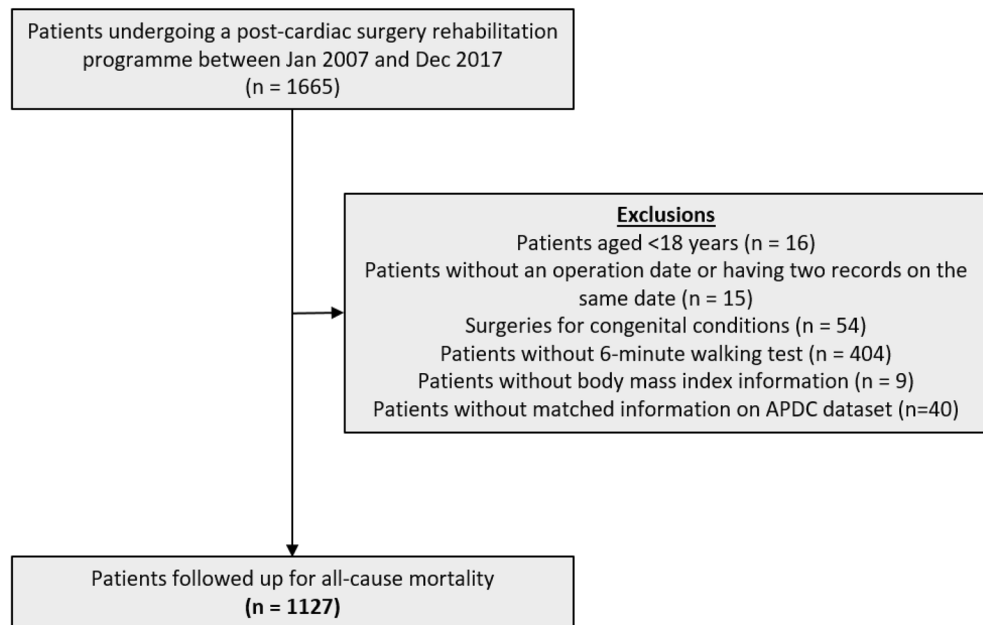 Patients undergoing a post-cardiac surgery rehabilitation
programme between Jan 2007 and Dec 2017
(n = 1665)
Exclusions
Patients aged <18 years (n = 16)
Patients without an operation date or having two records on the
same date (n = 15)
Surgeries for congenital conditions (n = 54)
Patients without 6-minute walking test (n = 404)
Patients without body mass index information (n = 9)
Patients without matched information on APDC dataset (n=40)
Patients followed up for all-cause mortality
(n = 1127)